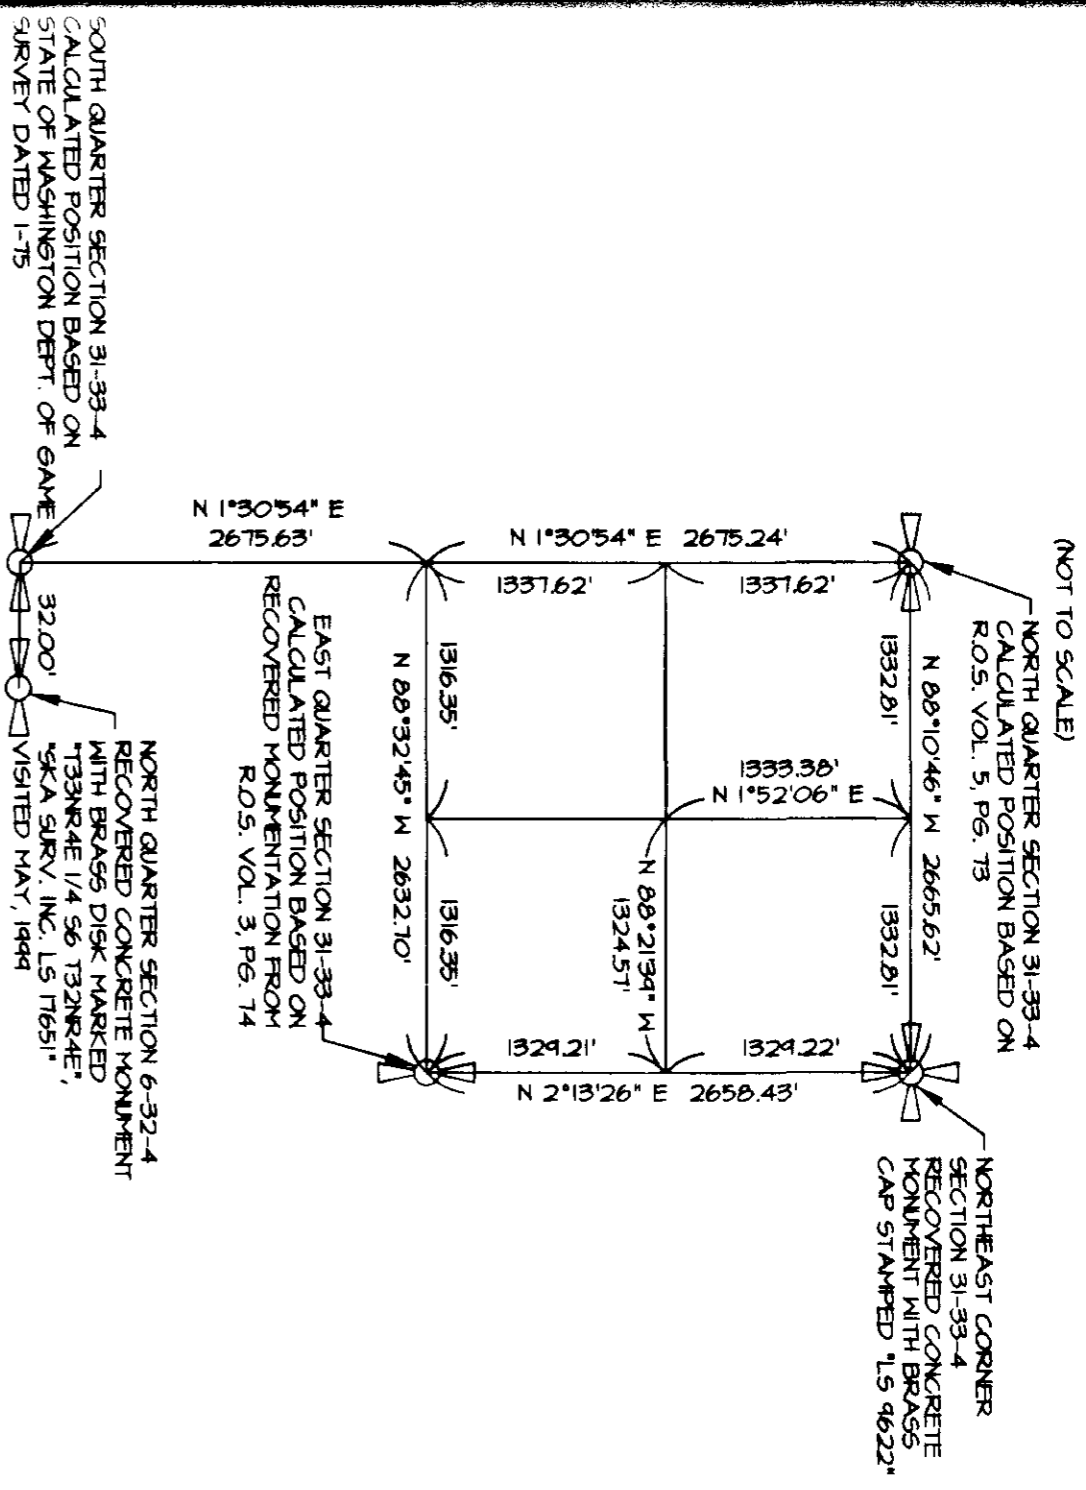 (NOT TO SCALE)
NORTH QUARTER SECTION 31-33-4
CALCULATED POSITION BASED ON
R.O.S. VOL. 5, PG. 73
NORTHEAST CORNER
SECTION 31-33-4
RECOVERED CONCRETE
MONUMENT WITH BRASS
CAP STAMPED "LS 9622"
N 88°10'46" W 2665.62'
1332.81'
1332.81'
N 1°30'54" E 2675.24'
1337.62'
1337.62'
1333.38'
N 1°52'06" E
N 88°21'39" W
1324.57'
1329.21'
1329.22'
N 2°13'26" E 2658.43'
1316.35'
1316.35'
N 88°32'45" W 2632.70'
EAST QUARTER SECTION 31-33-4
CALCULATED POSITION BASED ON
RECOVERED MONUMENTATION FROM
R.O.S. VOL. 3, PG. 74
N 1°30'54" E
2675.63'
SOUTH QUARTER SECTION 31-33-4
CALCULATED POSITION BASED ON
STATE OF WASHINGTON DEPT. OF GAME
SURVEY DATED 1-75
32.00'
NORTH QUARTER SECTION 6-32-4
RECOVERED CONCRETE MONUMENT
WITH BRASS DISK MARKED
"T33NR4E 1/4 S6 T32NR4E",
"SKA SURV. INC. LS 17651"
VISITED MAY, 1999